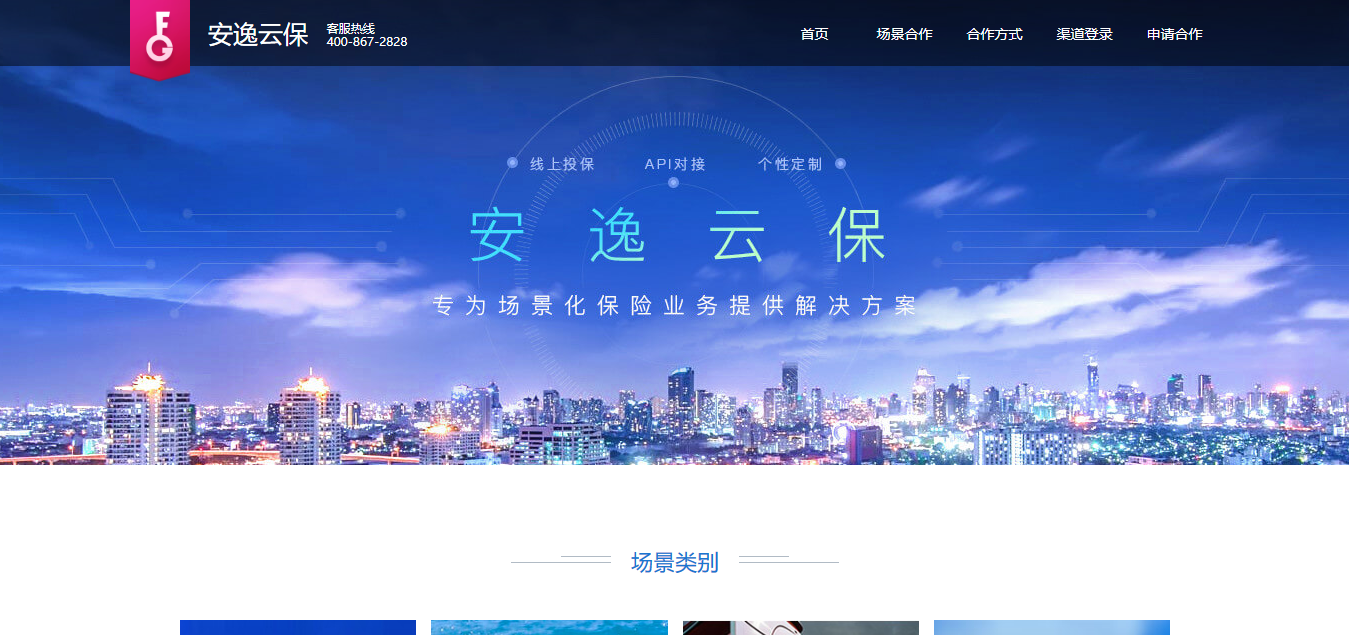 安逸云保
客服热线
400-867-2828
首页 场景合作 合作方式 渠道登录 申请合作
线上投保 API对接 个性定制
安逸云保
专为场景化保险业务提供解决方案
场景类别